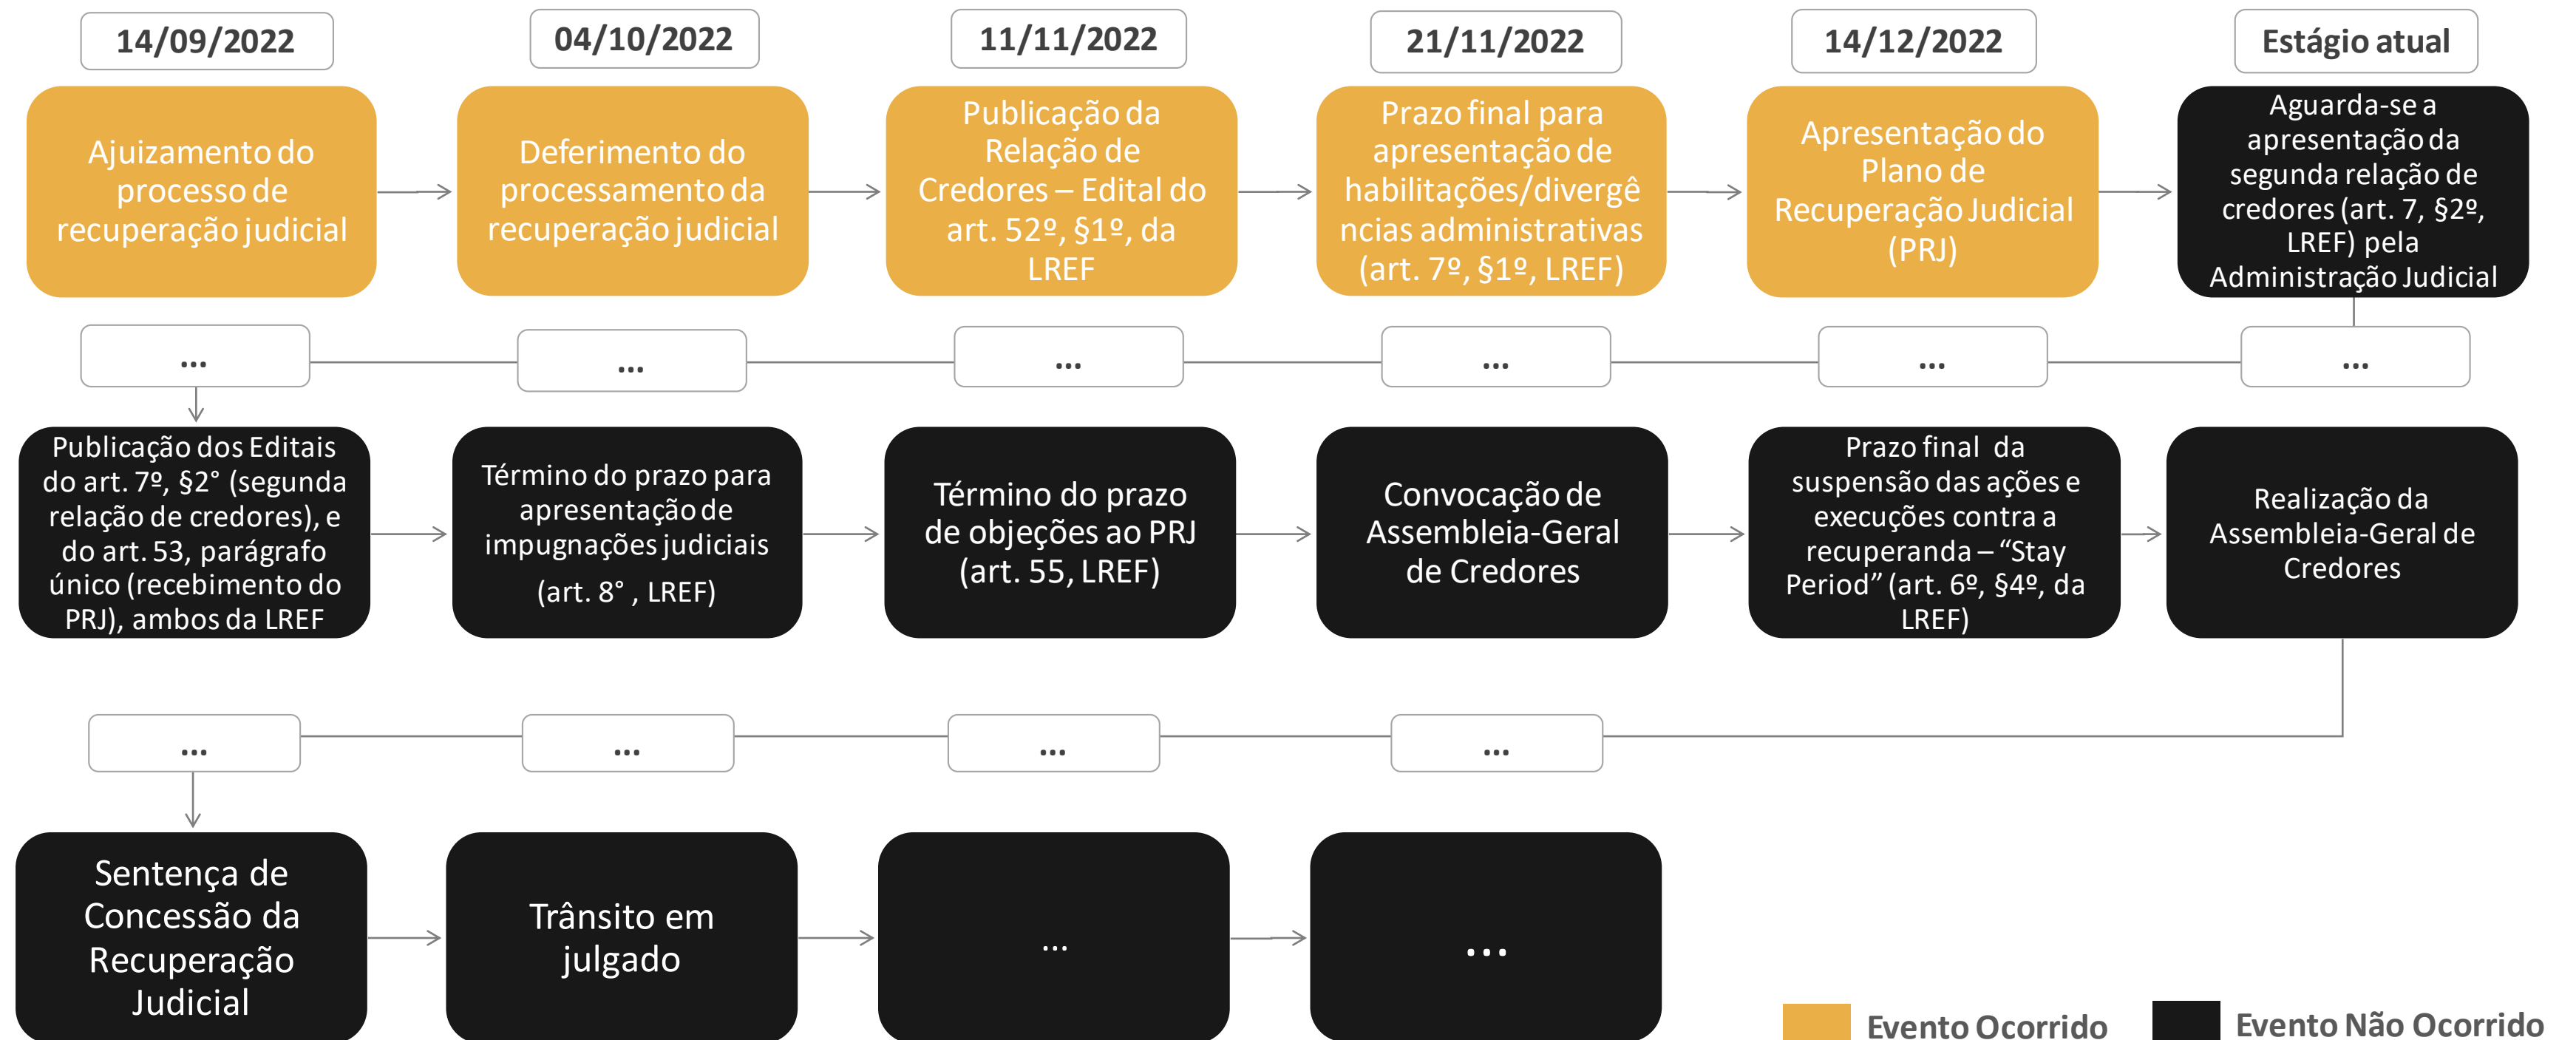 14/09/2022
04/10/2022
11/11/2022
21/11/2022
14/12/2022
Estágio atual
Ajuizamento do
processo de
recuperação judicial
Deferimento do
processamento da
recuperação judicial
Publicação da
Relação de
Credores – Edital do
art. 52º, §1º, da
LREF
Prazo final para
apresentação de
habilitações/divergê
ncias administrativas
(art. 7º, §1º, LREF)
Apresentação do
Plano de
Recuperação Judicial
(PRJ)
Aguarda-se a
apresentação da
segunda relação de
credores (art. 7, §2º,
LREF) pela
Administração Judicial
...
...
...
...
...
...
Publicação dos Editais
do art. 7º, §2° (segunda
relação de credores), e
do art. 53, parágrafo
único (recebimento do
PRJ), ambos da LREF
Término do prazo para
apresentação de
impugnações judiciais
(art. 8° , LREF)
Término do prazo
de objeções ao PRJ
(art. 55, LREF)
Convocação de
Assembleia-Geral
de Credores
Prazo final  da
suspensão das ações e
execuções contra a
recuperanda – “Stay
Period” (art. 6º, §4º, da
LREF)
Realização da
Assembleia-Geral de
Credores
...
...
...
...
Sentença de
Concessão da
Recuperação
Judicial
Trânsito em
julgado
...
...
Evento Ocorrido
Evento Não Ocorrido